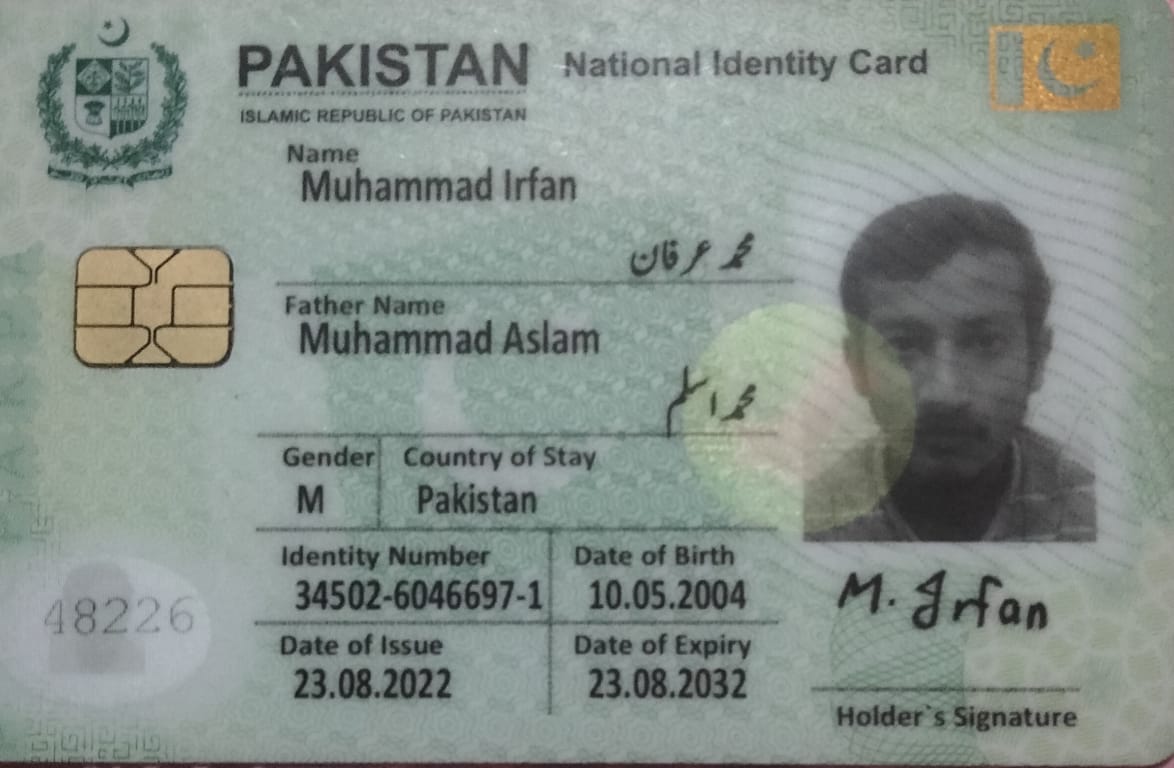 PAKISTAN National Identity Card
ISLAMIC REPUBLIC OF PAKISTAN
Name
Muhammad Irfan
محمد عرفان
Father Name
Muhammad Aslam
محمد اسلم
Gender Country of Stay
M Pakistan
Identity Number Date of Birth
34502-6046697-1 10.05.2004
Date of Issue Date of Expiry
23.08.2022 23.08.2032
48226
M. Irfan
Holder`s Signature